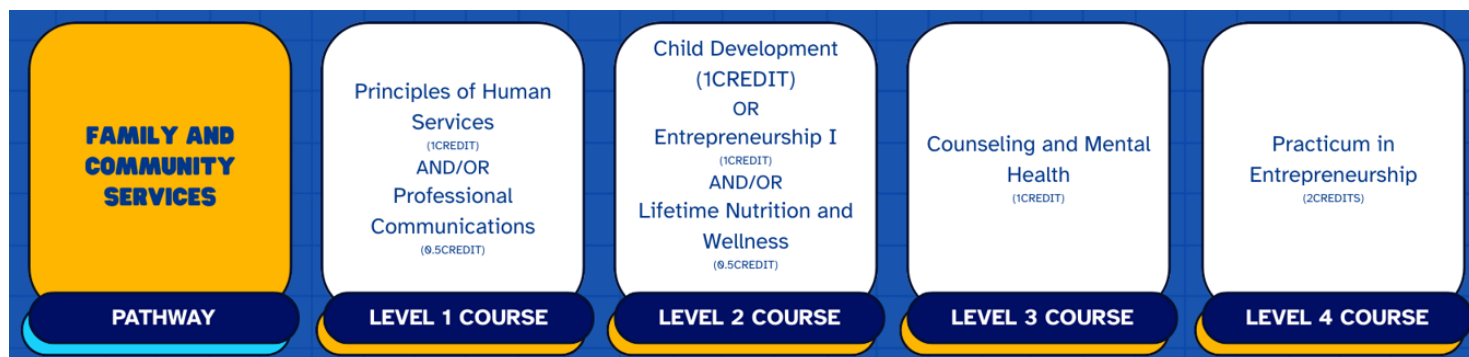 FAMILY AND
COMMUNITY
SERVICES
PATHWAY
Principles of Human
Services
(1CREDIT)
AND/OR
Professional
Communications
(0.5CREDIT)
LEVEL 1 COURSE
Child Development
(1CREDIT)
OR
Entrepreneurship I
(1CREDIT)
AND/OR
Lifetime Nutrition and
Wellness
(0.5CREDIT)
LEVEL 2 COURSE
Counseling and Mental
Health
(1CREDIT)
LEVEL 3 COURSE
Practicum in
Entrepreneurship
(2CREDITS)
LEVEL 4 COURSE